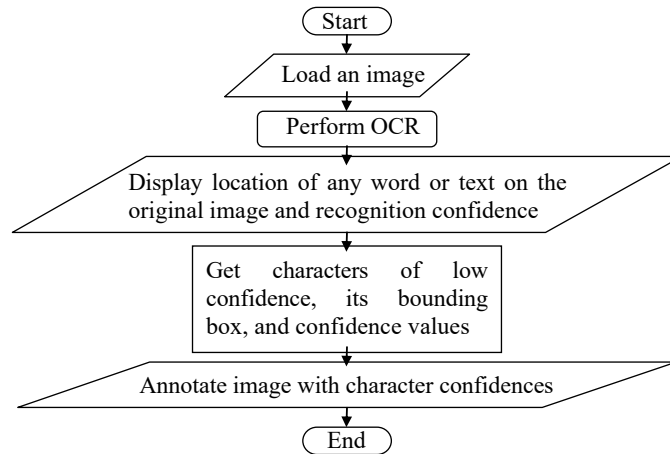 Start
Load an image
Perform OCR
Display location of any word or text on the
original image and recognition confidence
Get characters of low
confidence, its bounding
box, and confidence values
Annotate image with character confidences
End